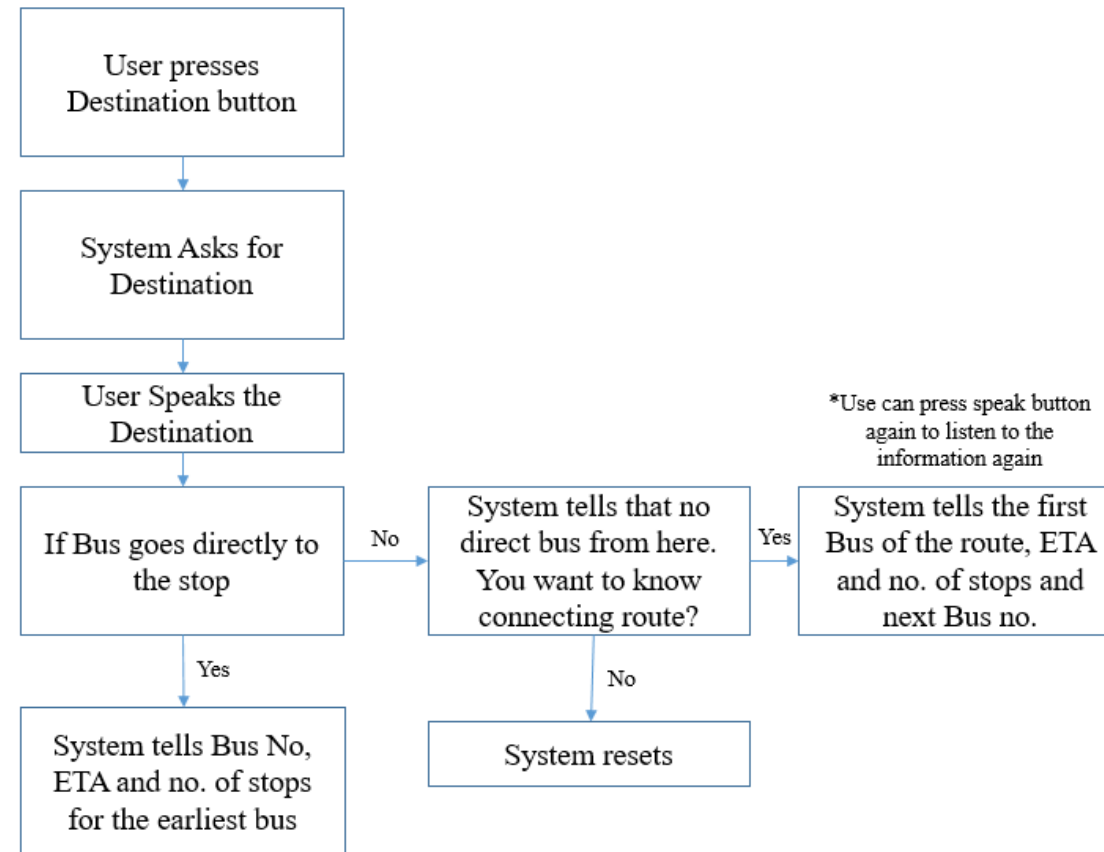 User presses
Destination button
System Asks for
Destination
User Speaks the
Destination
If Bus goes directly to
the stop
No
System tells that no
direct bus from here.
You want to know
connecting route?
Yes
*Use can press speak button
again to listen to the
information again
System tells the first
Bus of the route, ETA
and no. of stops and
next Bus no.
Yes
No
System tells Bus No,
ETA and no. of stops
for the earliest bus
System resets